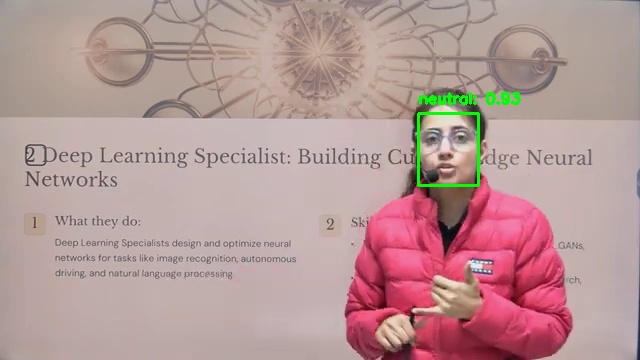 neutral: 0.93
2 Deep Learning Specialist: Building Cu dge Neural
Networks
1 What they do:
Deep Learning Specialists design and optimize neural
networks for tasks like image recognition, autonomous
driving, and natural language processing.
2 Ski
GANs,